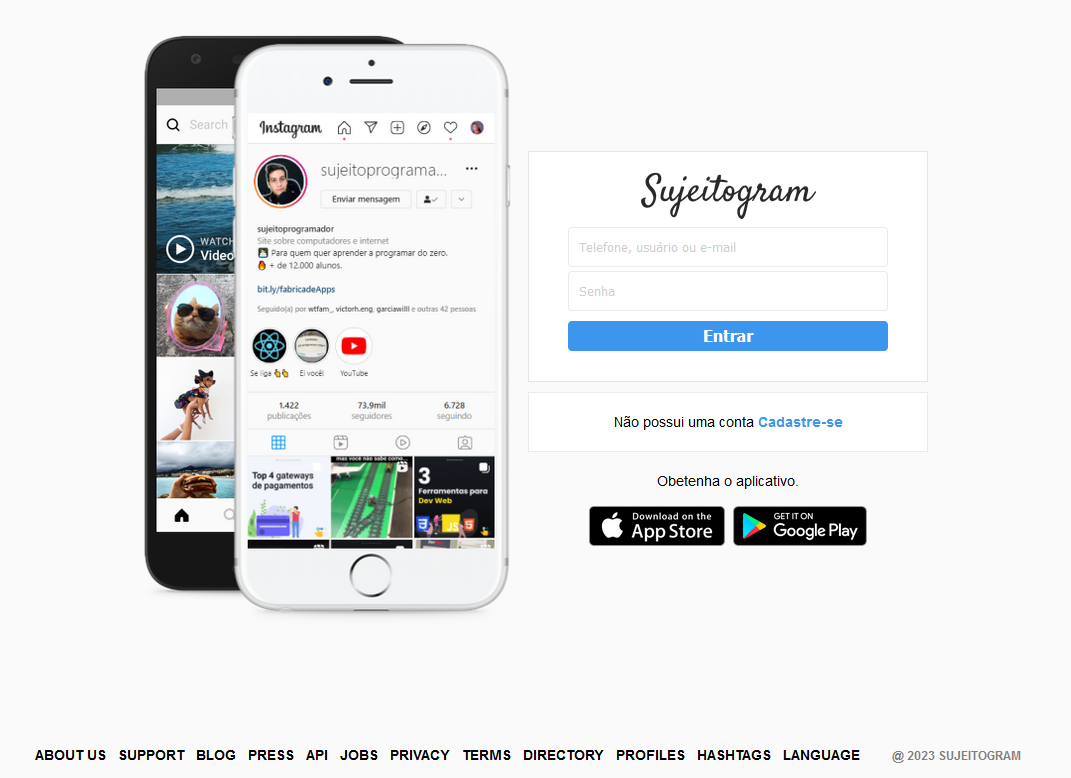 Search
WATCH
Video
Instagram
sujeitoprograma...
Enviar mensagem
sujeitoprogramador
Site sobre computadores e internet
Para quem quer aprender a programar do zero.
+ de 12.000 alunos.
bit.ly/fabricadeApps
Seguido(a) por wtfam_, victorh.eng, garciawilll e outras 42 pessoas
Se liga Ei você! YouTube
1.422 73.9mil 6.728
publicações seguidores seguindo
Top 4 gateways
de pagamentos
mas você não sabe como...
3
Ferramentas para
Dev Web
JS
Sujeitogram
Telefone, usuário ou e-mail
Senha
Entrar
Não possui uma conta Cadastre-se
Obetenha o aplicativo.
Download on the
App Store
GET IT ON
Google Play
ABOUT US SUPPORT BLOG PRESS API JOBS PRIVACY TERMS DIRECTORY PROFILES HASHTAGS LANGUAGE @ 2023 SUJEITOGRAM